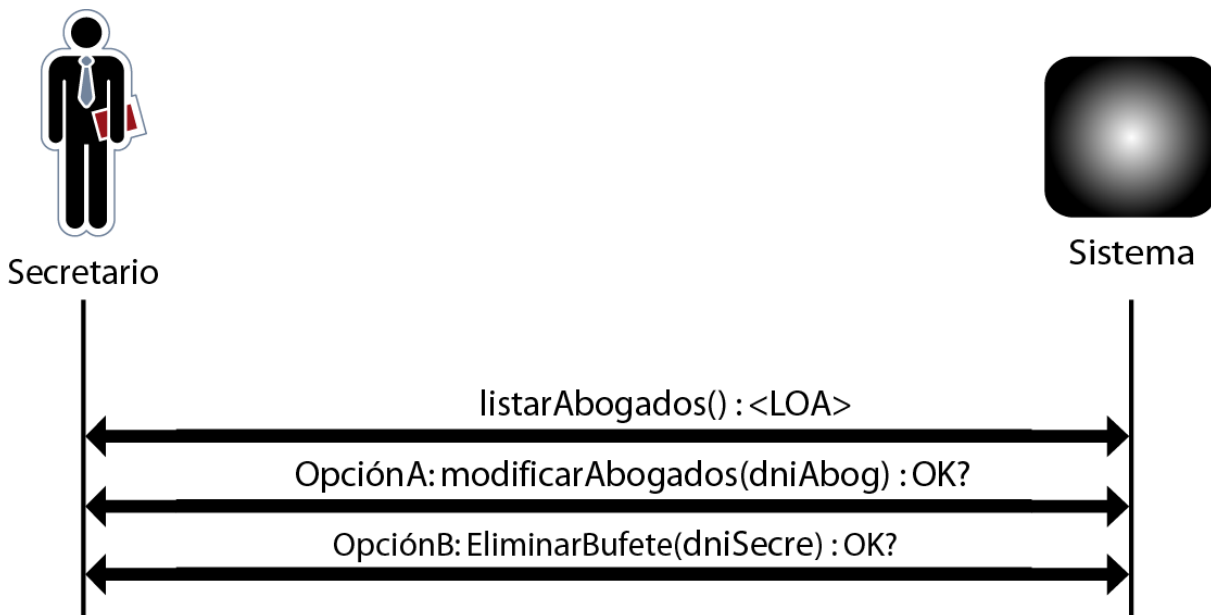 Secretario
Sistema
listarAbogados() : <LOA>
OpciónA: modificarAbogados(dniAbog) : OK?
OpciónB: EliminarBufete(dniSecre) : OK?